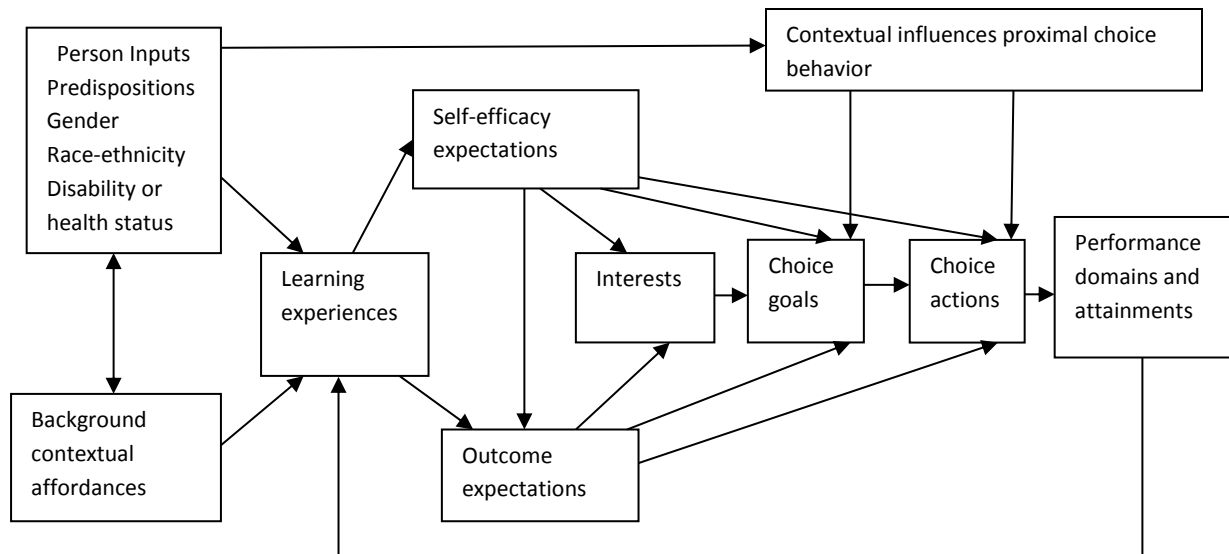 Person Inputs
Predispositions
Gender
Race-ethnicity
Disability or
health status
Contextual influences proximal choice
behavior
Self-efficacy
expectations
Learning
experiences
Interests
Choice
goals
Choice
actions
Performance
domains and
attainments
Background
contextual
affordances
Outcome
expectations